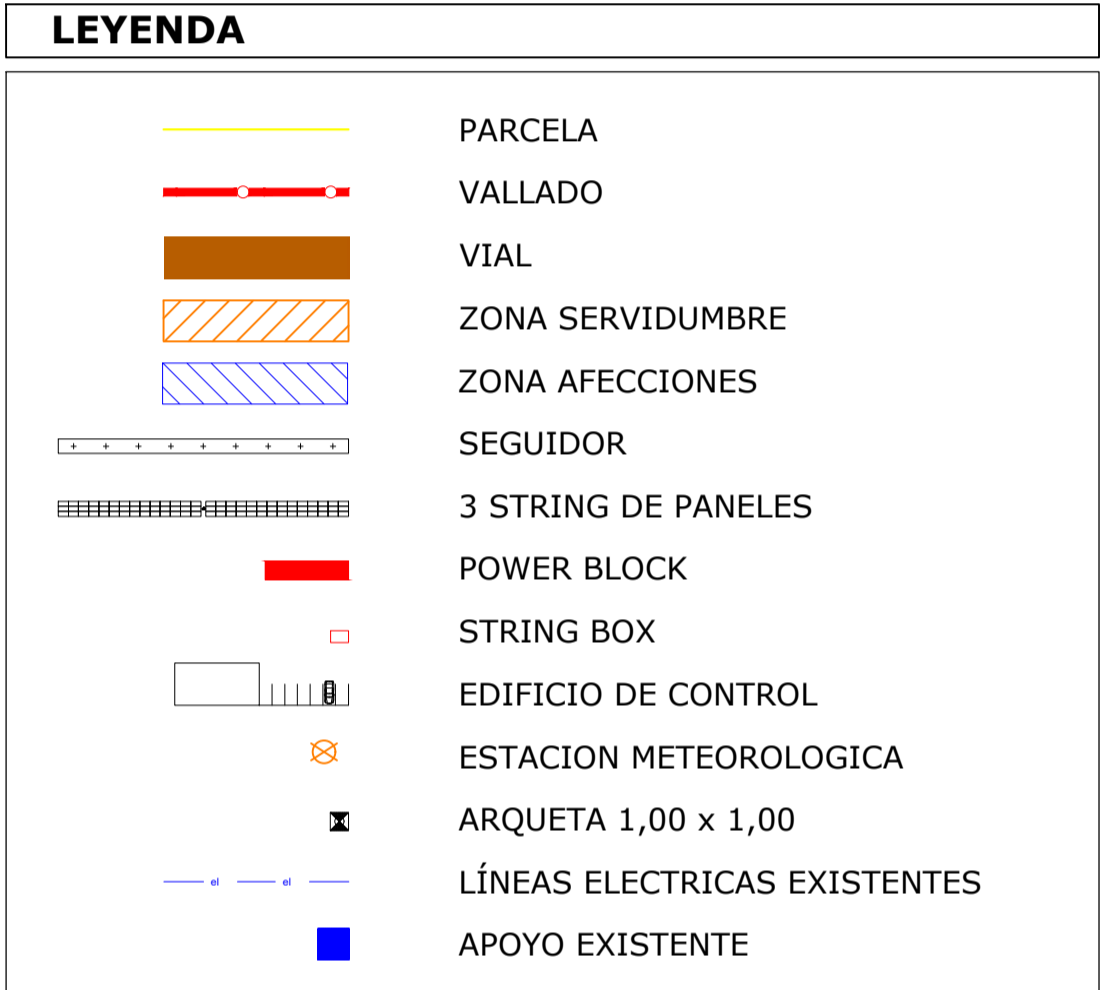 LEYENDA
PARCELA
VALLADO
VIAL
ZONA SERVIDUMBRE
ZONA AFECCIONES
SEGUIDOR
3 STRING DE PANELES
POWER BLOCK
STRING BOX
EDIFICIO DE CONTROL
ESTACION METEOROLOGICA
ARQUETA 1,00 x 1,00
el el LÍNEAS ELECTRICAS EXISTENTES
APOYO EXISTENTE